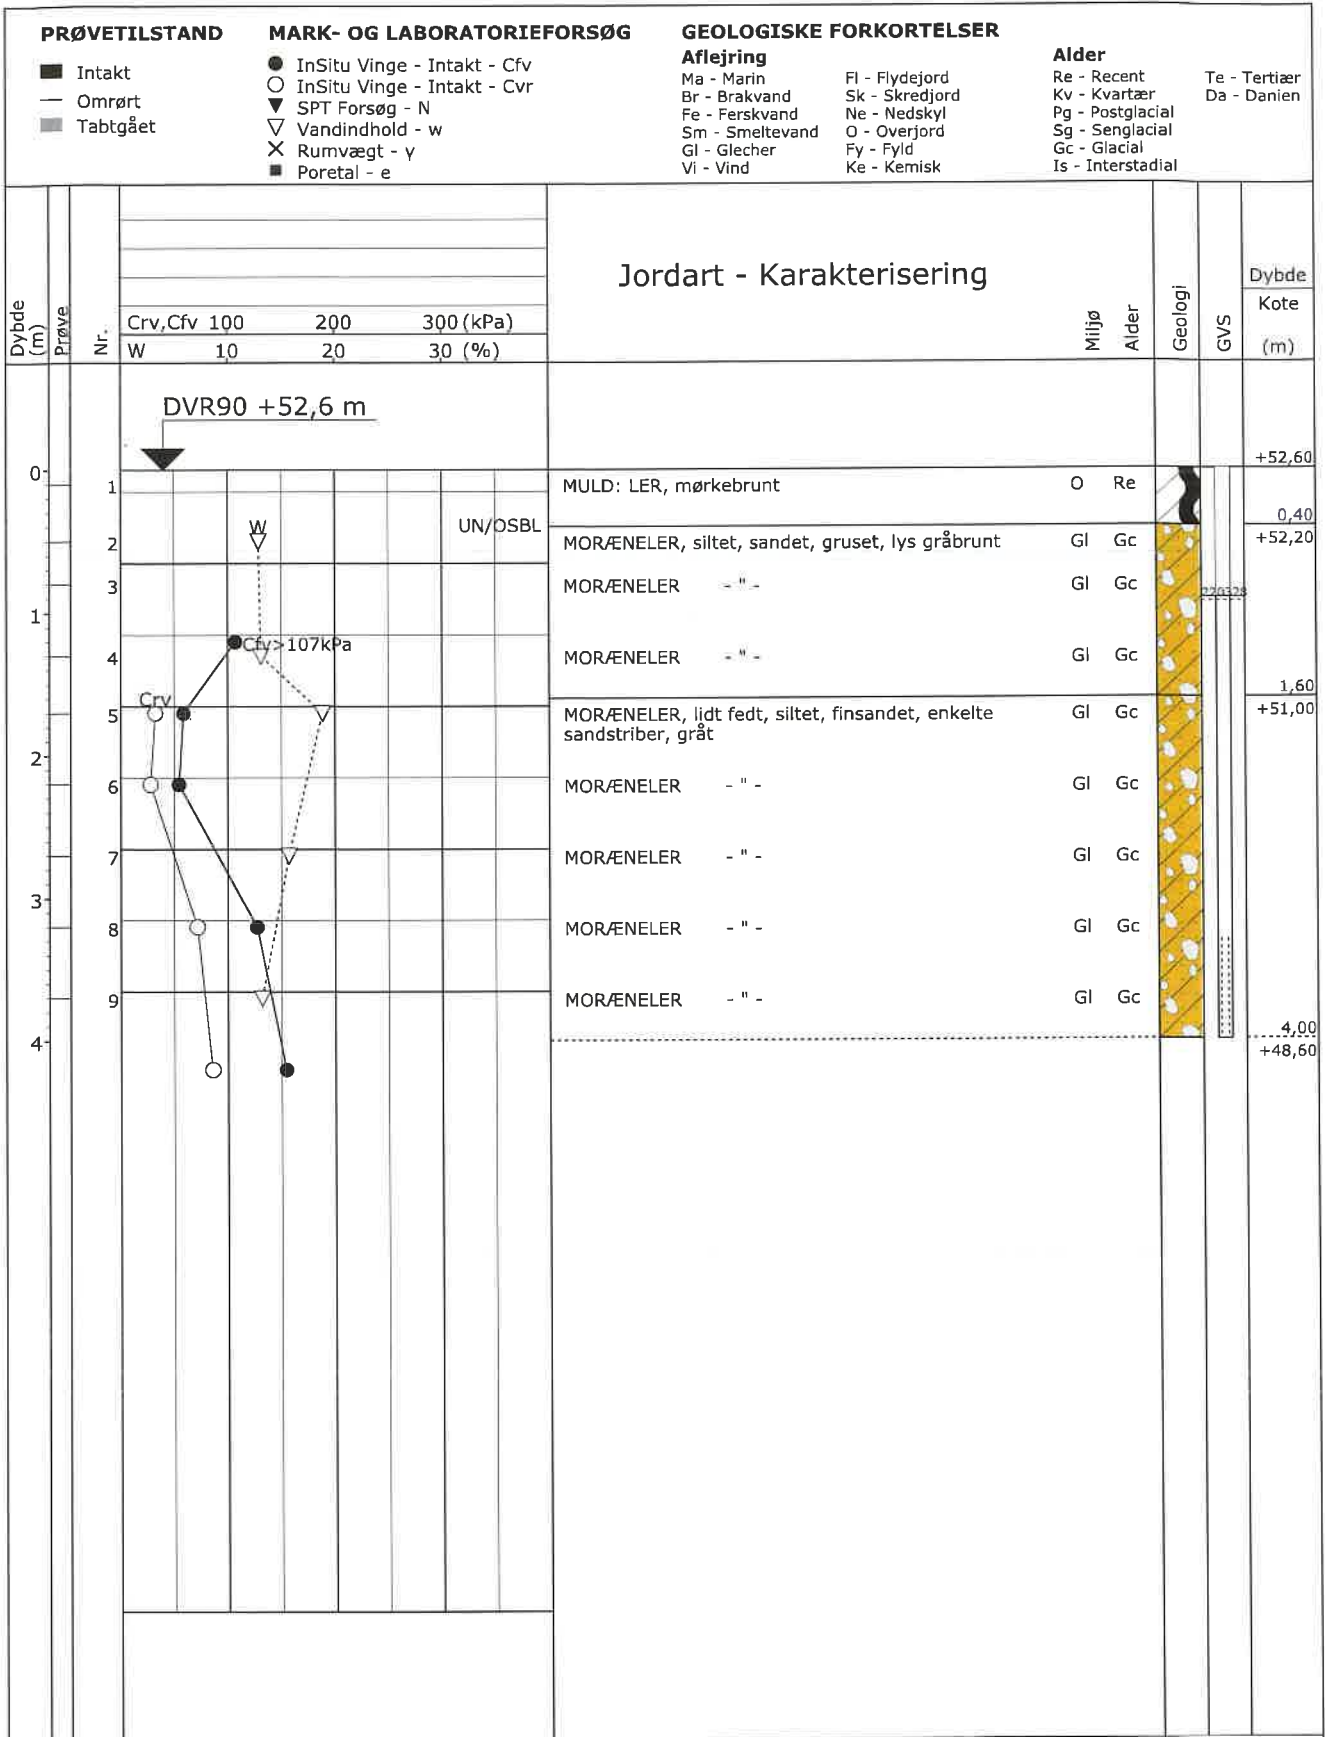 PRØVETILSTAND
Intakt
Omrørt
Tabtgået
MARK- OG LABORATORIEFORSØG
InSitu Vinge - Intakt - Cfv
InSitu Vinge - Intakt - Cvr
SPT Forsøg - N
Vandindhold - w
Rumvægt - γ
Poretal - e
GEOLOGISKE FORKORTELSER
Aflejring
Ma - Marin
Br - Brakvand
Fe - Ferskvand
Sm - Smeltevand
Gl - Glecher
Vi - Vind
Fl - Flydejord
Sk - Skredjord
Ne - Nedskyl
O - Overjord
Fy - Fyld
Ke - Kemisk
Alder
Re - Recent
Kv - Kvartær
Pg - Postglacial
Sg - Senglacial
Gc - Glacial
Is - Interstadial
Te - Tertiær
Da - Danien
Dybde (m)
Prøve
Nr.
Crv,Cfv 100 200 300 (kPa)
W 10 20 30 (%)
Jordart - Karakterisering
Miljø
Alder
Geologi
GVS
Dybde
Kote
(m)
DVR90 +52,6 m
+52,60
0
1 MULD: LER, mørkebrunt O Re
0,40
W UN/OSBL
2 MORÆNELER, siltet, sandet, gruset, lys gråbrunt Gl Gc +52,20
3 MORÆNELER - " - Gl Gc
220328
1
Cfv>107kPa
4 MORÆNELER - " - Gl Gc
1,60
Crv
5 MORÆNELER, lidt fedt, siltet, finsandet, enkelte Gl Gc +51,00
sandstriber, gråt
2
6 MORÆNELER - " - Gl Gc
7 MORÆNELER - " - Gl Gc
3
8 MORÆNELER - " - Gl Gc
9 MORÆNELER - " - Gl Gc
4,00
4
+48,60